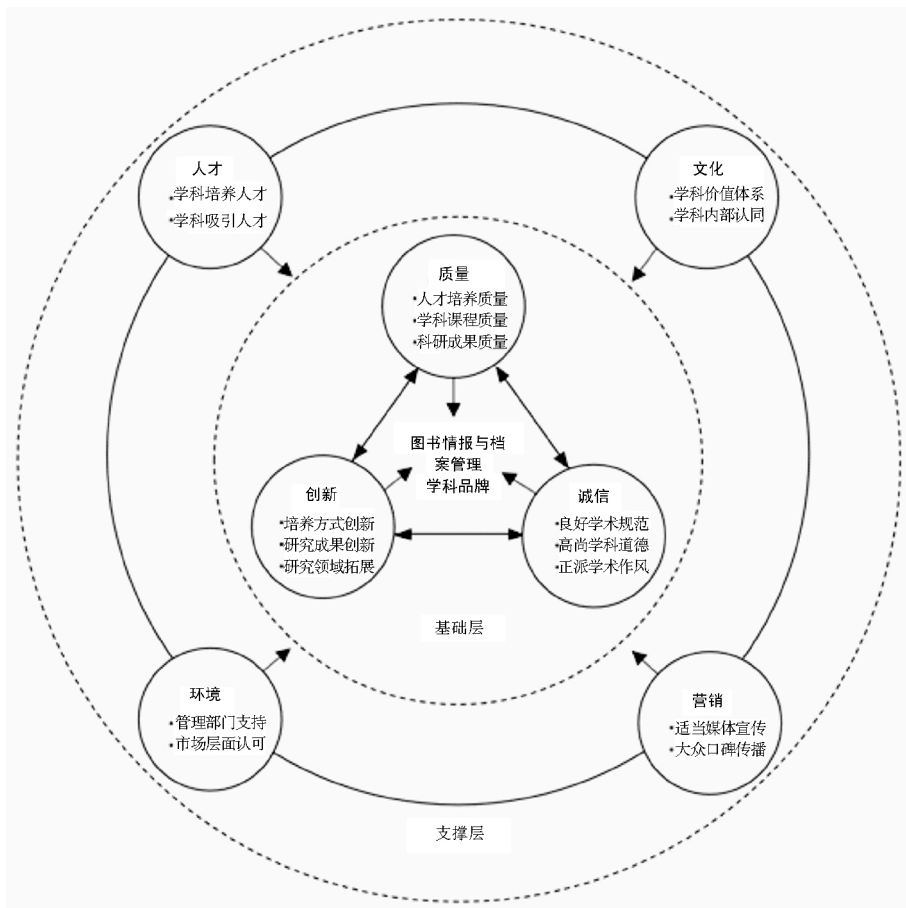 人才
•学科培养人才
•学科吸引人才
文化
•学科价值体系
•学科内部认同
质量
•人才培养质量
•学科课程质量
•科研成果质量
图书情报与档
案管理
学科品牌
创新
•培养方式创新
•研究成果创新
•研究领域拓展
诚信
•良好学术规范
•高尚学科道德
•正派学术作风
基础层
环境
•管理部门支持
•市场层面认可
营销
•适当媒体宣传
•大众口碑传播
支撑层